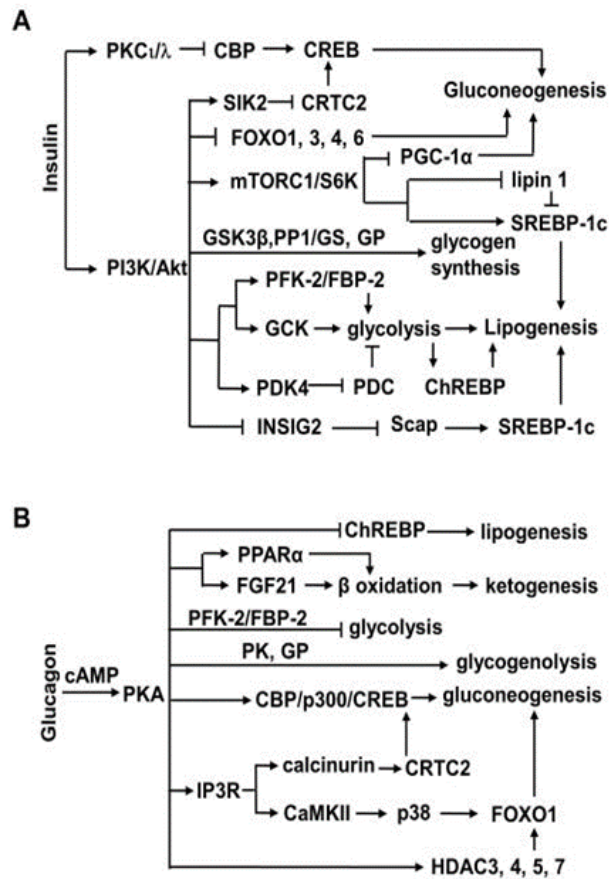 A
PKCι/λ CBP CREB
SIK2 CRTC2
Gluconeogenesis
FOXO1, 3, 4, 6
PGC-1α
mTORC1/S6K
lipin 1
Insulin
SREBP-1c
GSK3β,PP1/GS, GP
glycogen
synthesis
PI3K/Akt
PFK-2/FBP-2
GCK glycolysis Lipogenesis
PDK4 PDC ChREBP
INSIG2 Scap SREBP-1c
B
ChREBP lipogenesis
PPARα
FGF21 β oxidation ketogenesis
PFK-2/FBP-2
glycolysis
PK, GP
glycogenolysis
Glucagon
cAMP
PKA
CBP/p300/CREB gluconeogenesis
calcinurin CRTC2
IP3R
CaMKII p38 FOXO1
HDAC3, 4, 5, 7